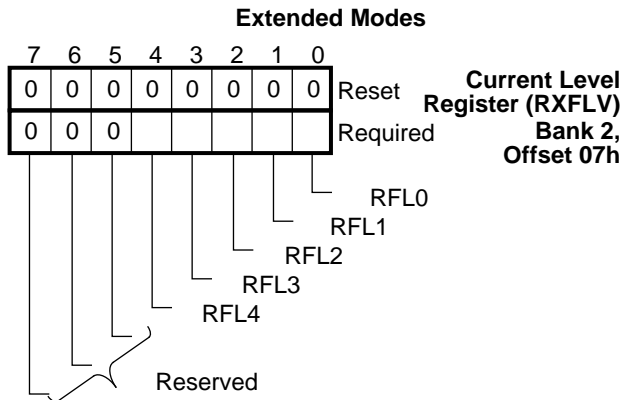 Extended Modes
7 6 5 4 3 2 1 0
0 0 0 0 0 0 0 0 Reset
0 0 0 Required
Current Level
Register (RXFLV)
Bank 2,
Offset 07h
RFL0
RFL1
RFL2
RFL3
RFL4
Reserved